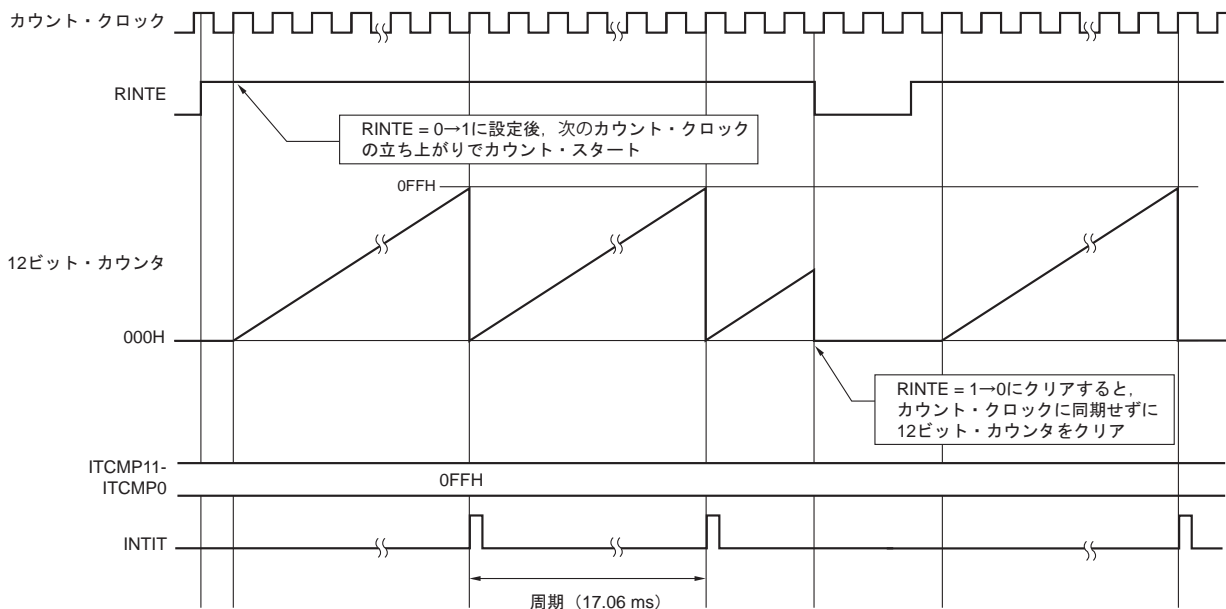 カウント・クロック
RINTE
RINTE = 0→1に設定後，次のカウント・クロック
の立ち上がりでカウント・スタート
0FFH
12ビット・カウンタ
000H
RINTE = 1→0にクリアすると，
カウント・クロックに同期せずに
12ビット・カウンタをクリア
ITCMP11-
ITCMP0
0FFH
INTIT
周期（17.06 ms）